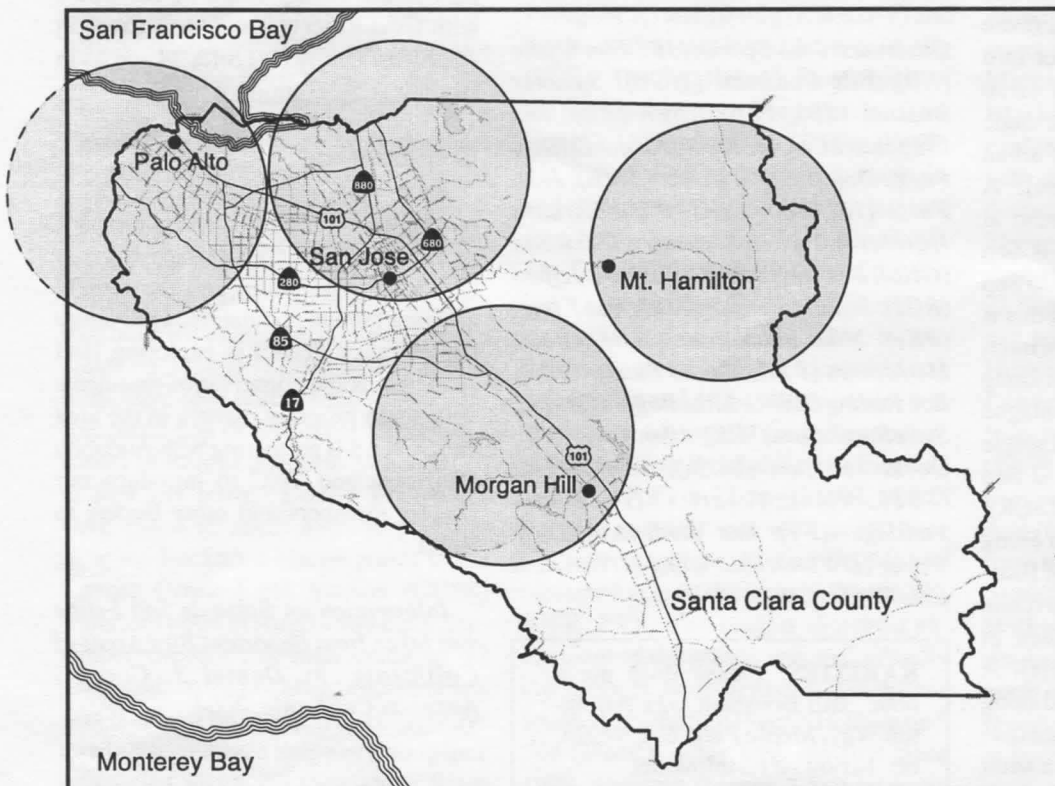 San Francisco Bay
Palo Alto
880
101
680
San Jose
280
Mt. Hamilton
85
17
101
Morgan Hill
Santa Clara County
Monterey Bay